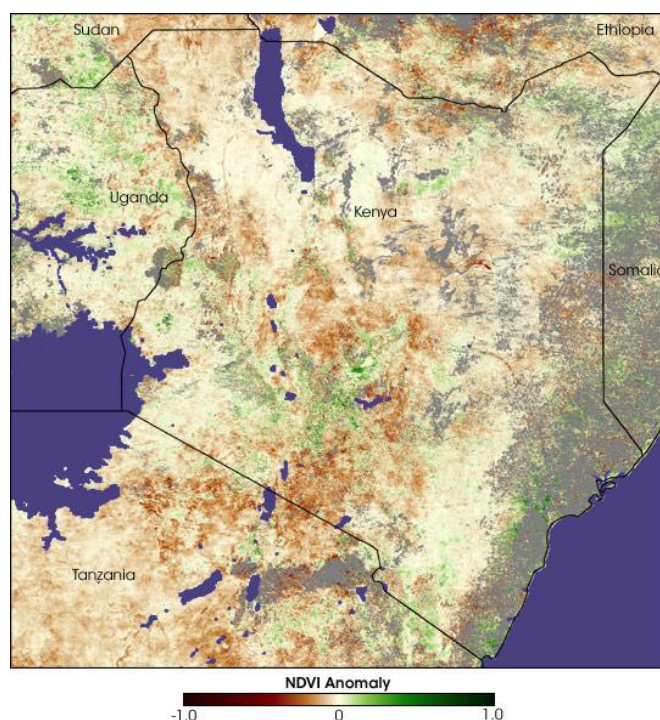 Sudan
Ethiopia
Uganda
Kenya
Somalia
Tanzania
NDVI Anomaly
-1.0 0 1.0